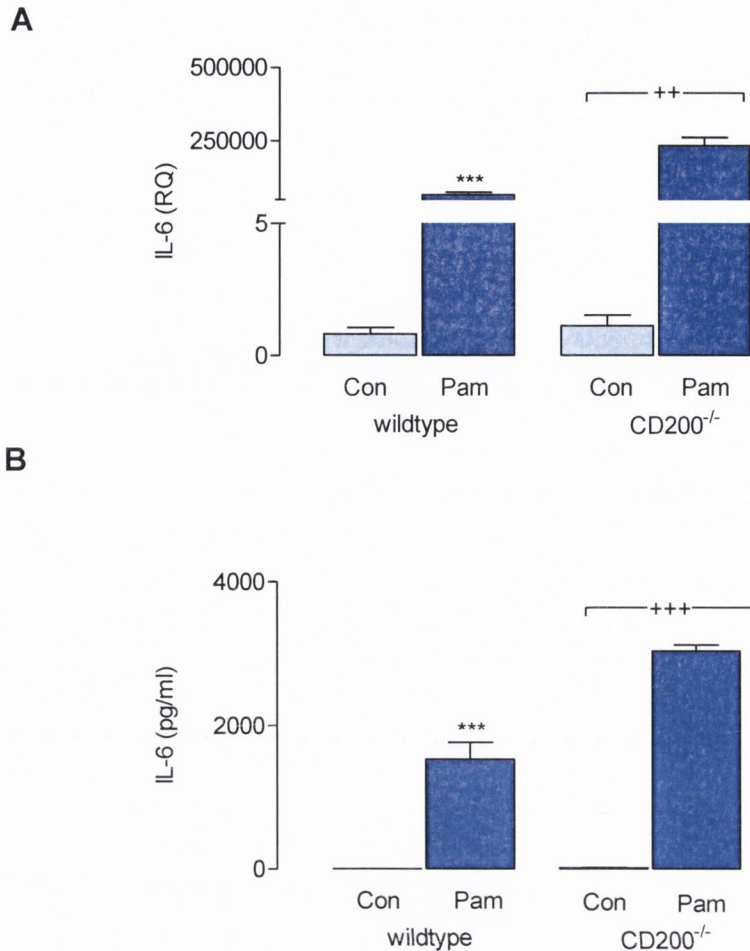 A
500000
250000
5
0
IL-6 (RQ)
***
++
Con Pam Con Pam
wildtype CD200-/-
B
4000
2000
0
IL-6 (pg/ml)
***
+++
Con Pam Con Pam
wildtype CD200-/-